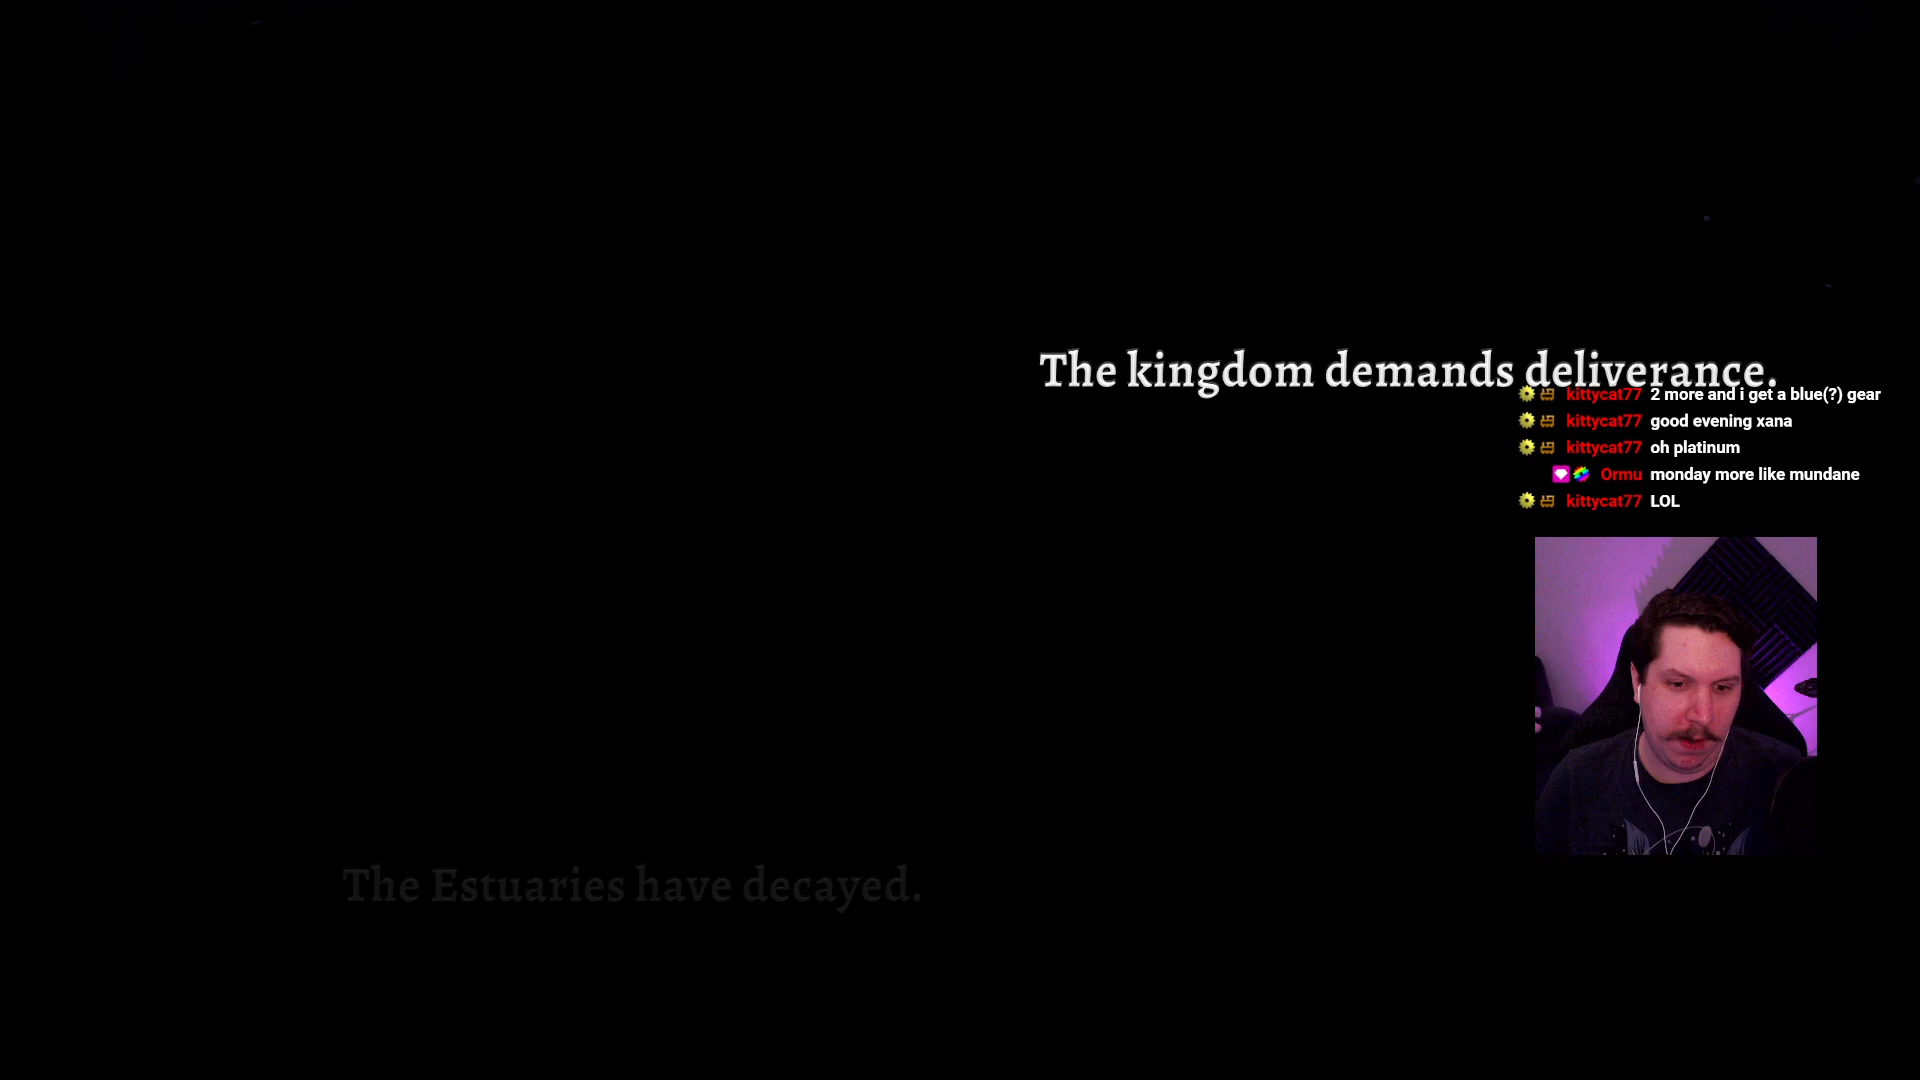 The kingdom demands deliverance.
kittycat77 2 more and i get a blue(?) gear
kittycat77 good evening xana
kittycat77 oh platinum
Ormu monday more like mundane
kittycat77 LOL
The Estuaries have decayed.